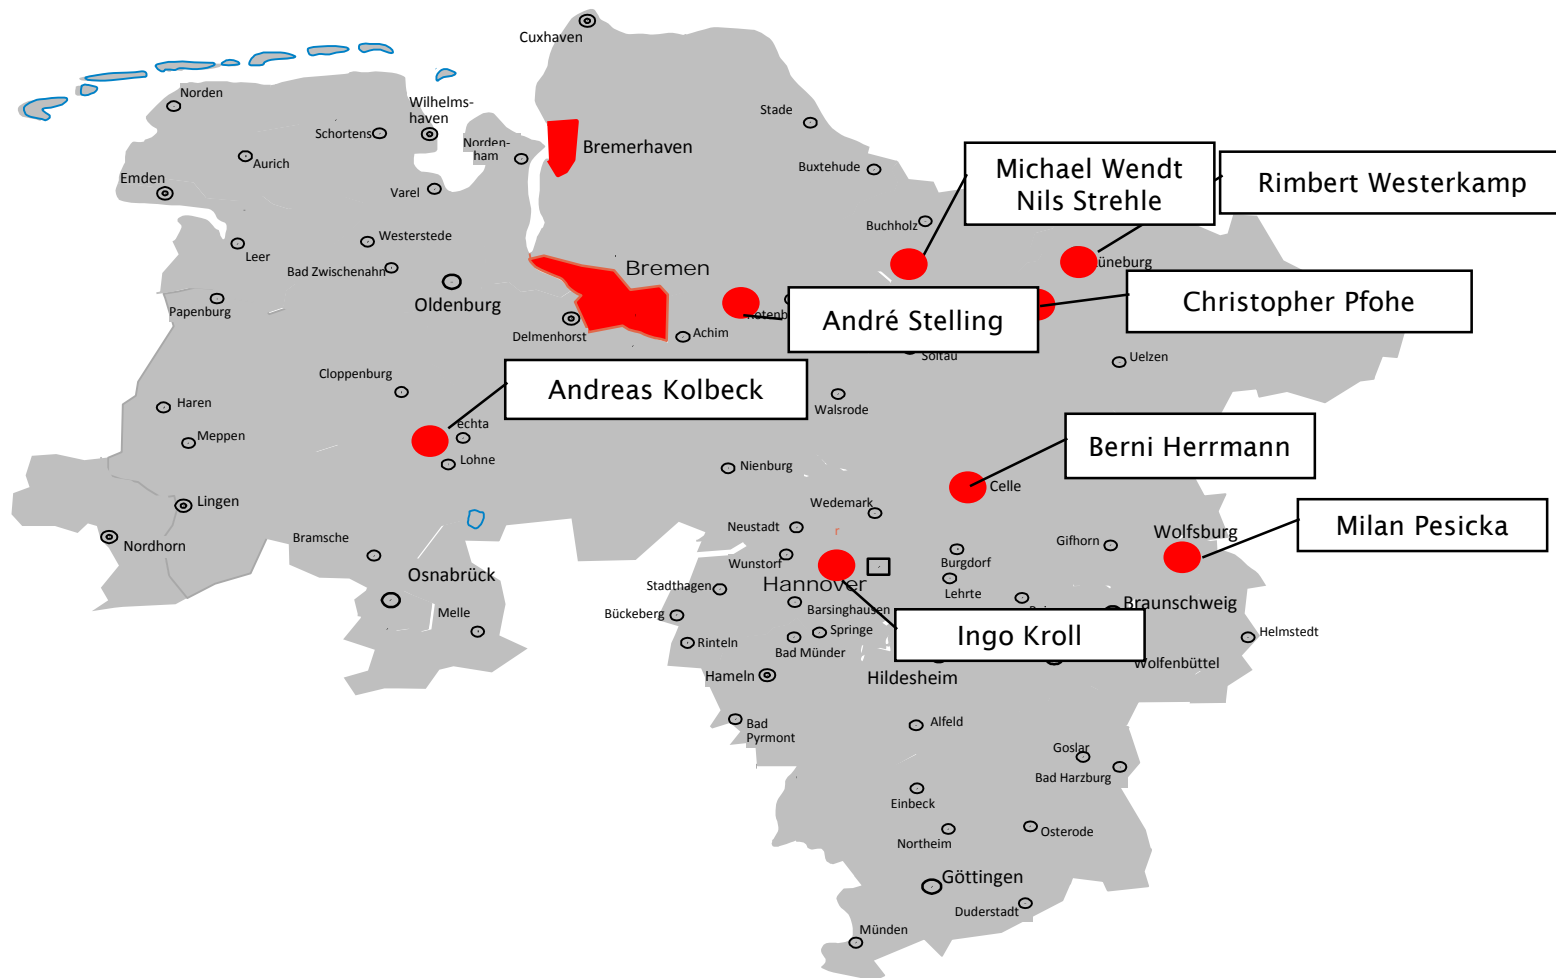 Cuxhaven
Norden
Wilhelms-
haven
Schortens
Norden-
ham
Stade
Bremerhaven
Aurich
Emden
Varel
Buxtehude
Michael Wendt
Nils Strehle
Rimbert Westerkamp
Buchholz
Westerstede
Leer
Bad Zwischenahn
Bremen
Oldenburg
Papenburg
Delmenhorst
Achim
André Stelling
Christopher Pfohe
Soltau
Uelzen
Cloppenburg
Andreas Kolbeck
Walsrode
Haren
Meppen
echta
Lohne
Nienburg
Berni Herrmann
Celle
Lingen
Wedemark
Neustadt
r
Nordhorn
Bramsche
Wunstorf
Burgdorf
Gifhorn
Wolfsburg
Milan Pesicka
Osnabrück
Stadthagen
Hannover
Lehrte
Melle
Bückeberg
Barsinghausen
Braunschweig
Rinteln
Springe
Bad Münder
Ingo Kroll
Helmstedt
Hameln
Hildesheim
Wolfenbüttel
Bad
Pyrmont
Alfeld
Goslar
Bad Harzburg
Einbeck
Northeim
Osterode
Göttingen
Duderstadt
Münden